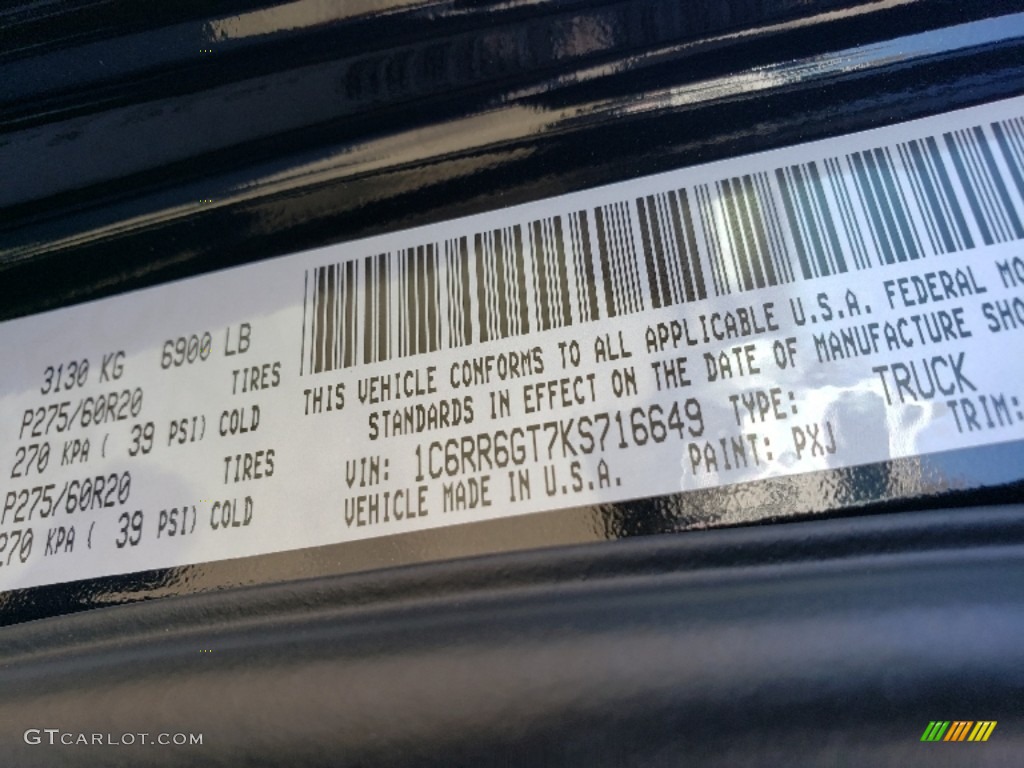 3130 KG 6900 LB
P275/60R20 TIRES
270 KPA ( 39 PSI) COLD
P275/60R20 TIRES
270 KPA ( 39 PSI) COLD
THIS VEHICLE CONFORMS TO ALL APPLICABLE U.S.A. FEDERAL MO
STANDARDS IN EFFECT ON THE DATE OF MANUFACTURE SHO
VIN: 1C6RR6GT7KS716649 TYPE: TRUCK
VEHICLE MADE IN U.S.A. PAINT: PXJ TRIM:
GTCARLOT.COM